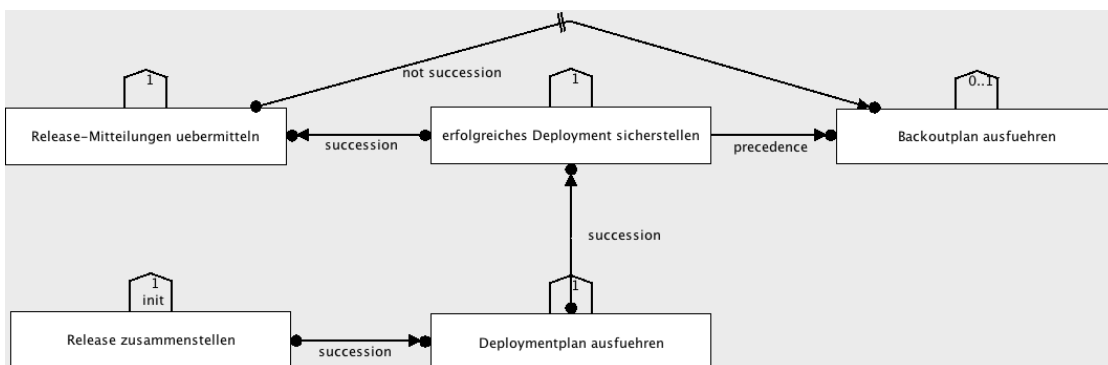 not succession
1
1
0..1
Release-Mitteilungen uebermitteln
erfolgreiches Deployment sicherstellen
Backoutplan ausfuehren
succession
precedence
succession
1
init
1
Release zusammenstellen
Deploymentplan ausfuehren
succession